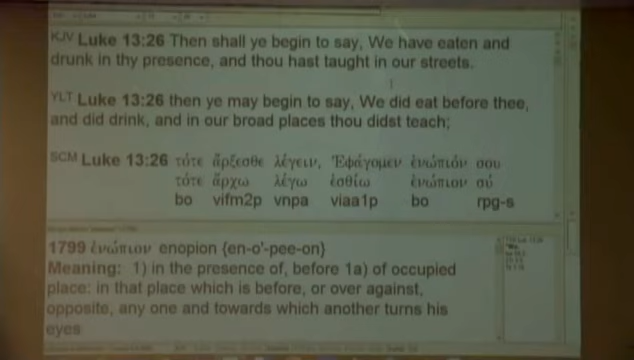 KJV Luke 13:26 Then shall ye begin to say, We have eaten and
drunk in thy presence, and thou hast taught in our streets.
YLT Luke 13:26 then ye may begin to say, We did eat before thee,
and did drink, and in our broad places thou didst teach;
SCM Luke 13:26 τότε ἄρξεσθε λέγειν, Ἐφάγομεν ἐνώπιόν σου
τότε ἄρχω λέγω ἐσθίω ἐνώπιον σύ
bo vifm2p vnpa viaa1p bo rpg-s
1799 ἐνώπιον enopion {en-o'-pee-on}
Meaning: 1) in the presence of, before 1a) of occupied
place: in that place which is before, or over against,
opposite, any one and towards which another turns his
eyes